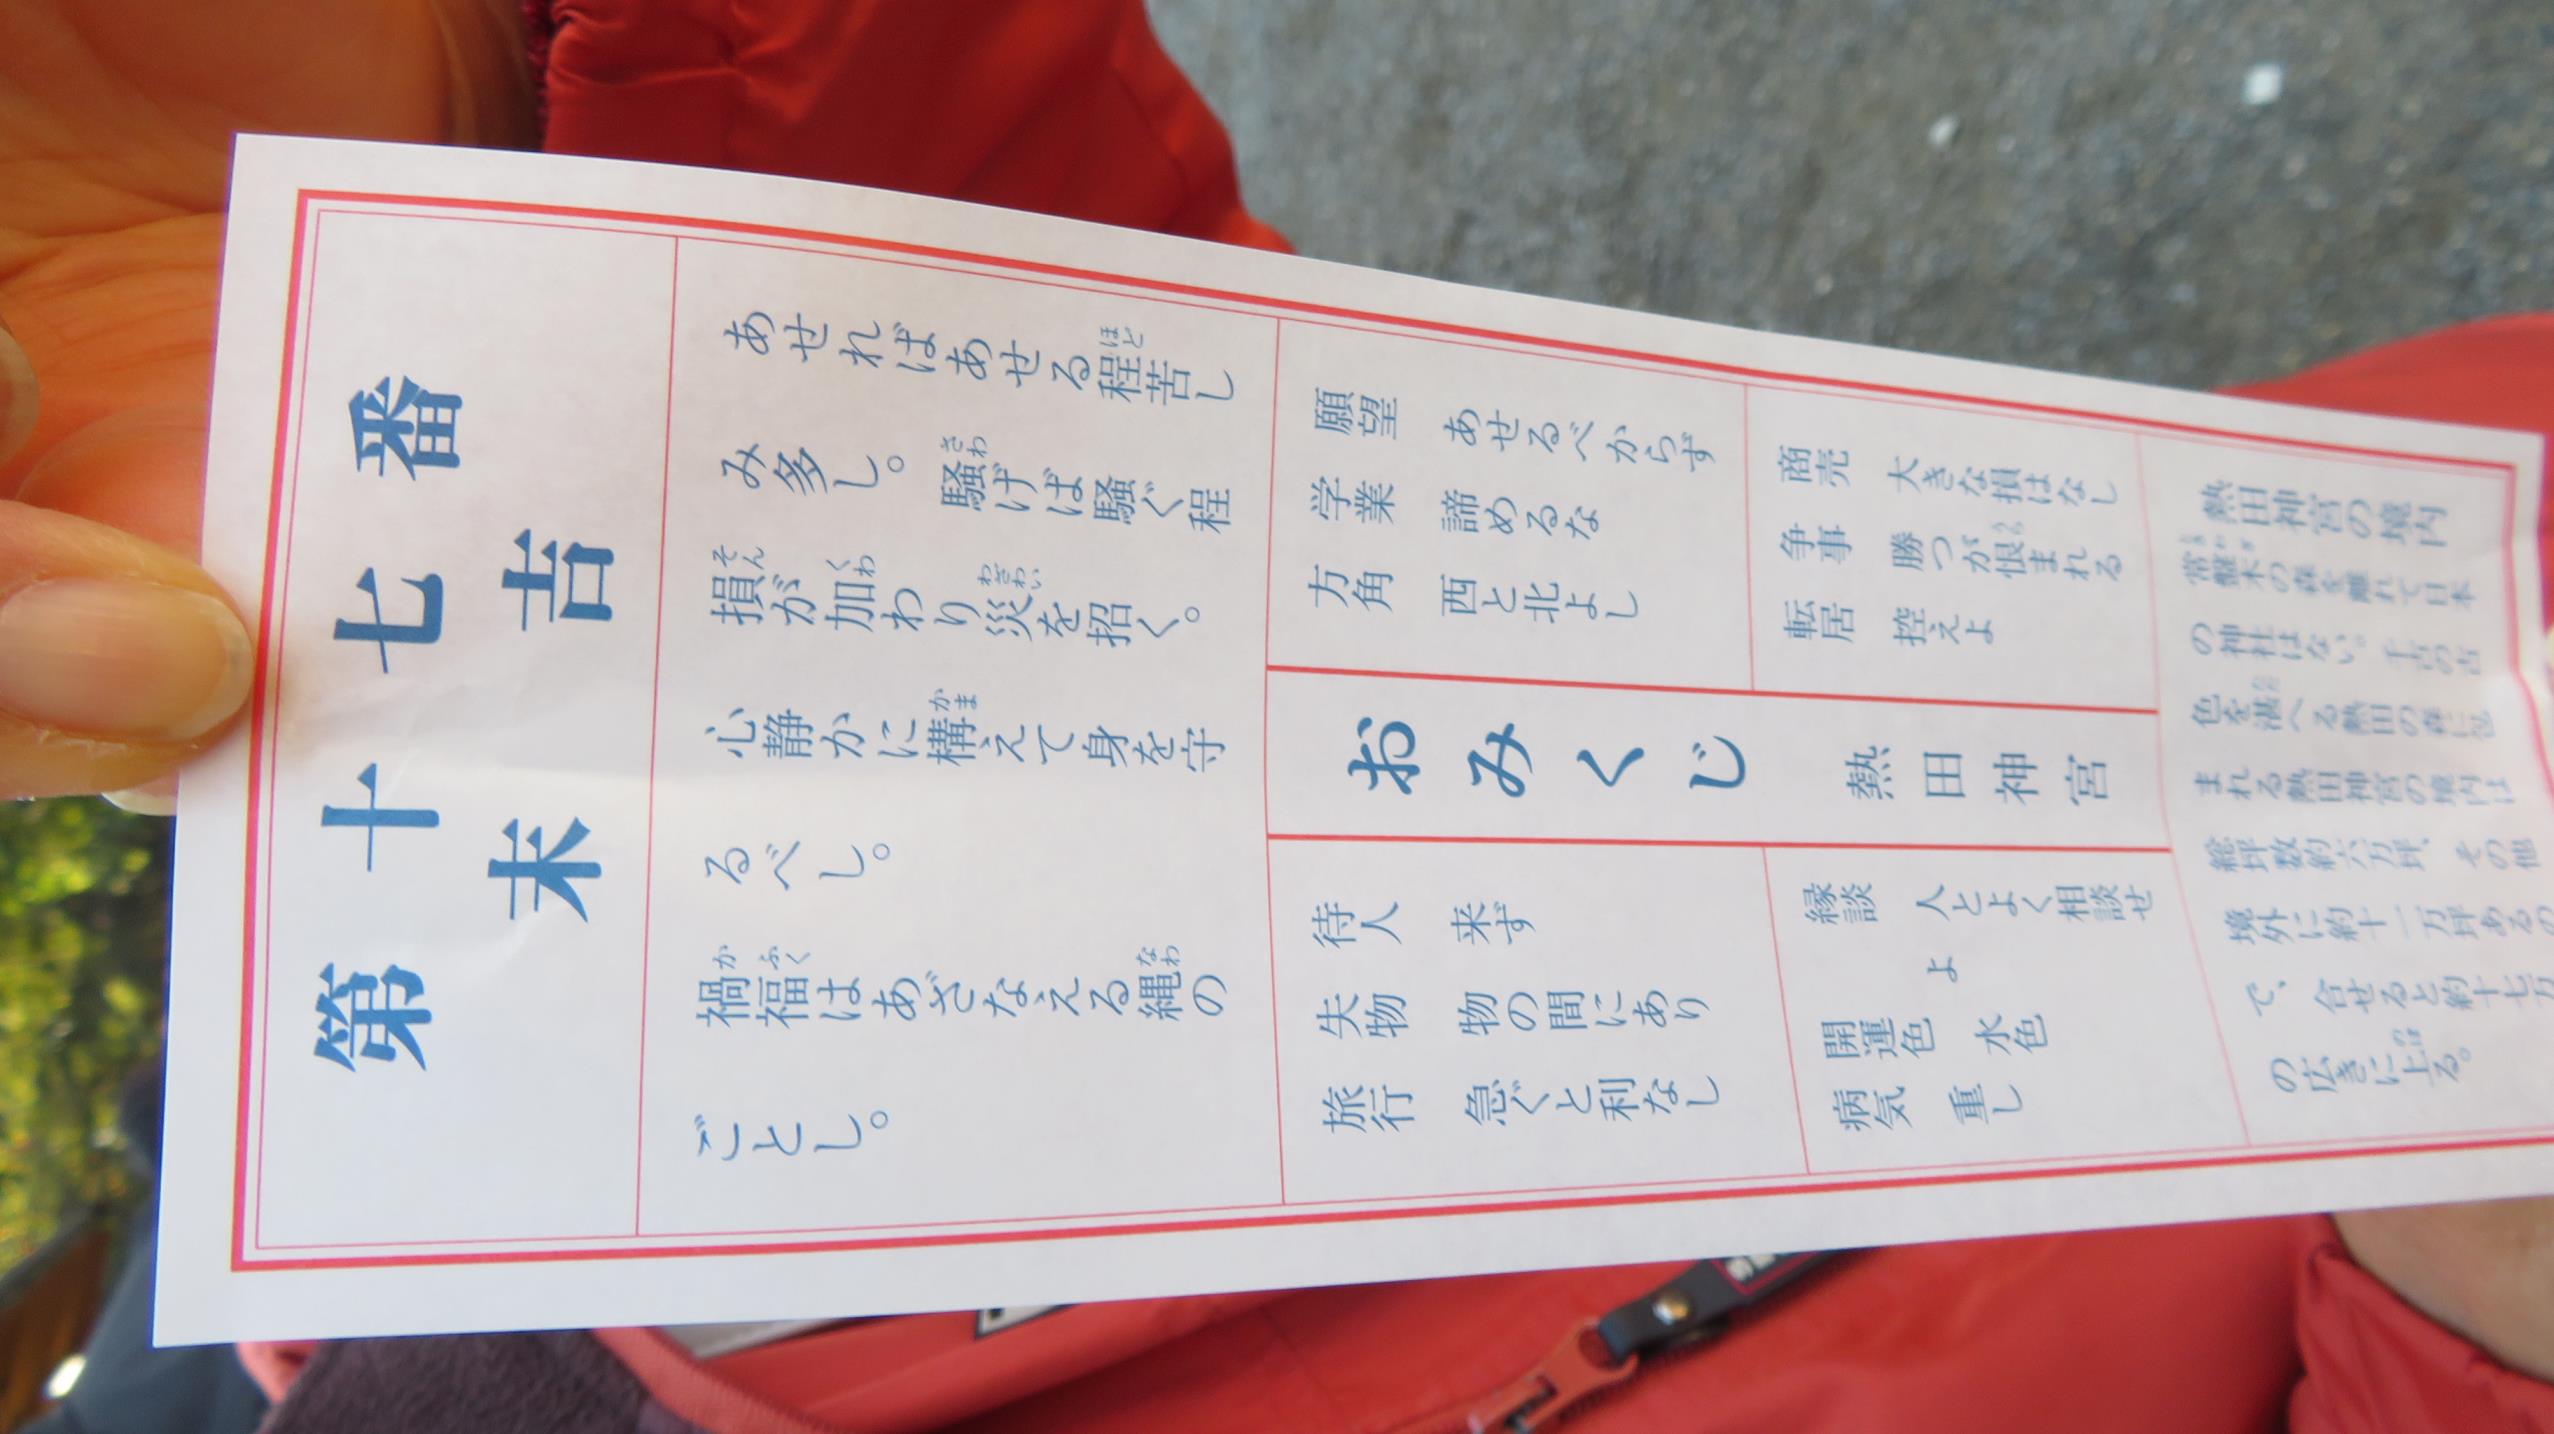 第十七番
末吉
あせればあせる程苦し
み多し。騒げば騒ぐ程
損が加わり災を招く。
心静かに構えて身を守
るべし。
禍福はあざなえる縄の
ごとし。
願望 あせるべからず
学業 諦めるな
方角 西と北よし
おみくじ
待人 来ず
失物 物の間にあり
旅行 急ぐと利なし
商売 大きな損はなし
争事 勝つが恨まれる
転居 控えよ
熱田神宮
縁談 人とよく相談せ
よ
開運色 水色
病気 重し
熱田神宮の境内
常盤木の森を離れて日本
の神社はない。千古の古
色を湛へる熱田の森に包
まれる熱田神宮の境内は
総坪数約六万坪、その他
境外に約十一万坪あるの
で、合せると約十七万
の広きに上る。